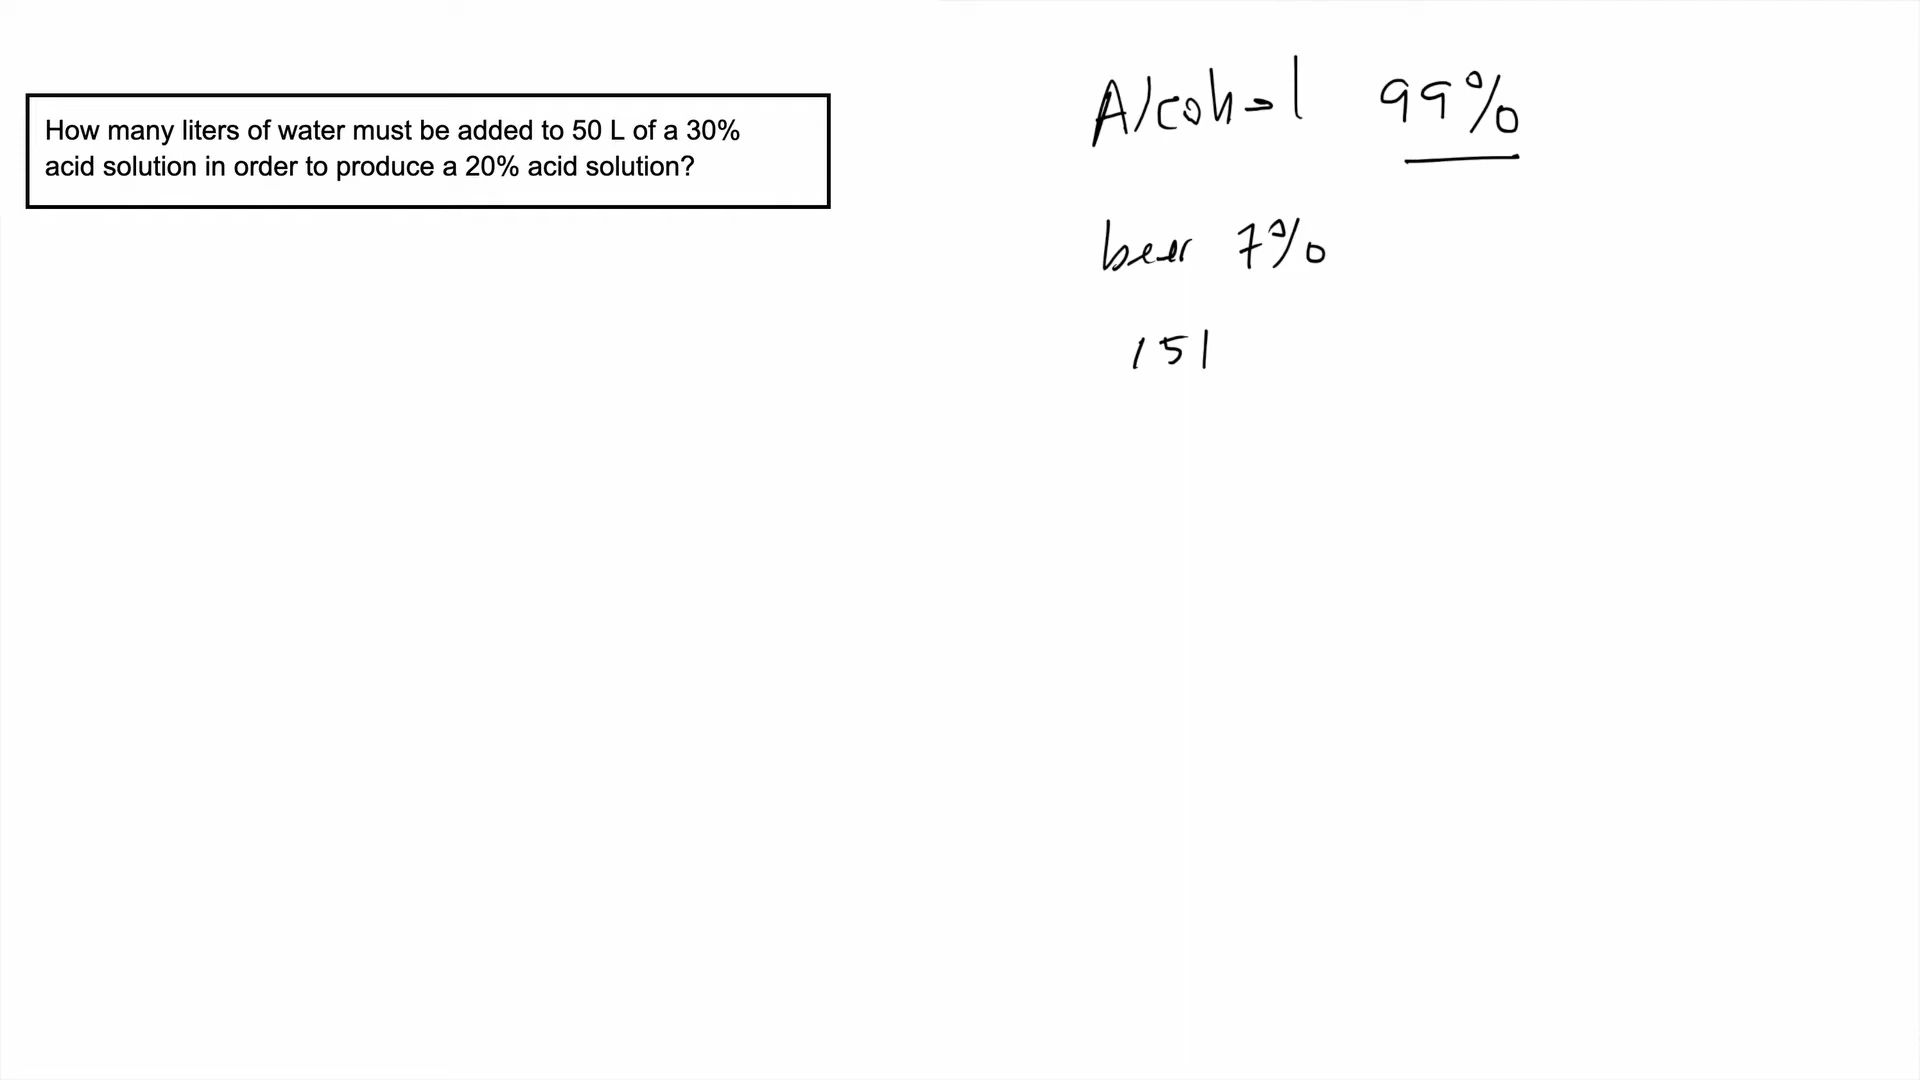 How many liters of water must be added to 50 L of a 30%
acid solution in order to produce a 20% acid solution?
Alcohol 99%
beer 7%
151